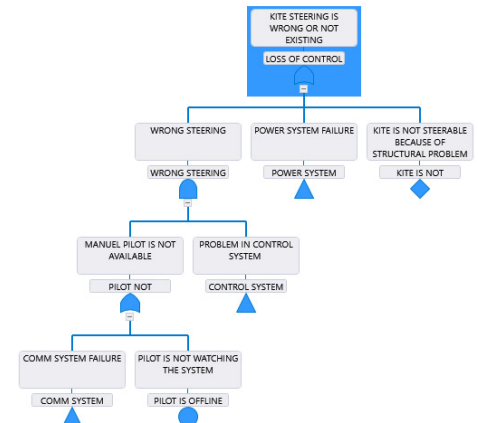 KITE STEERING IS
WRONG OR NOT
EXISTING
LOSS OF CONTROL
WRONG STEERING
POWER SYSTEM FAILURE
KITE IS NOT STEERABLE
BECAUSE OF
STRUCTURAL PROBLEM
WRONG STEERING
POWER SYSTEM
KITE IS NOT
MANUEL PILOT IS NOT
AVAILABLE
PROBLEM IN CONTROL
SYSTEM
PILOT NOT
CONTROL SYSTEM
COMM SYSTEM FAILURE
PILOT IS NOT WATCHING
THE SYSTEM
COMM SYSTEM
PILOT IS OFFLINE